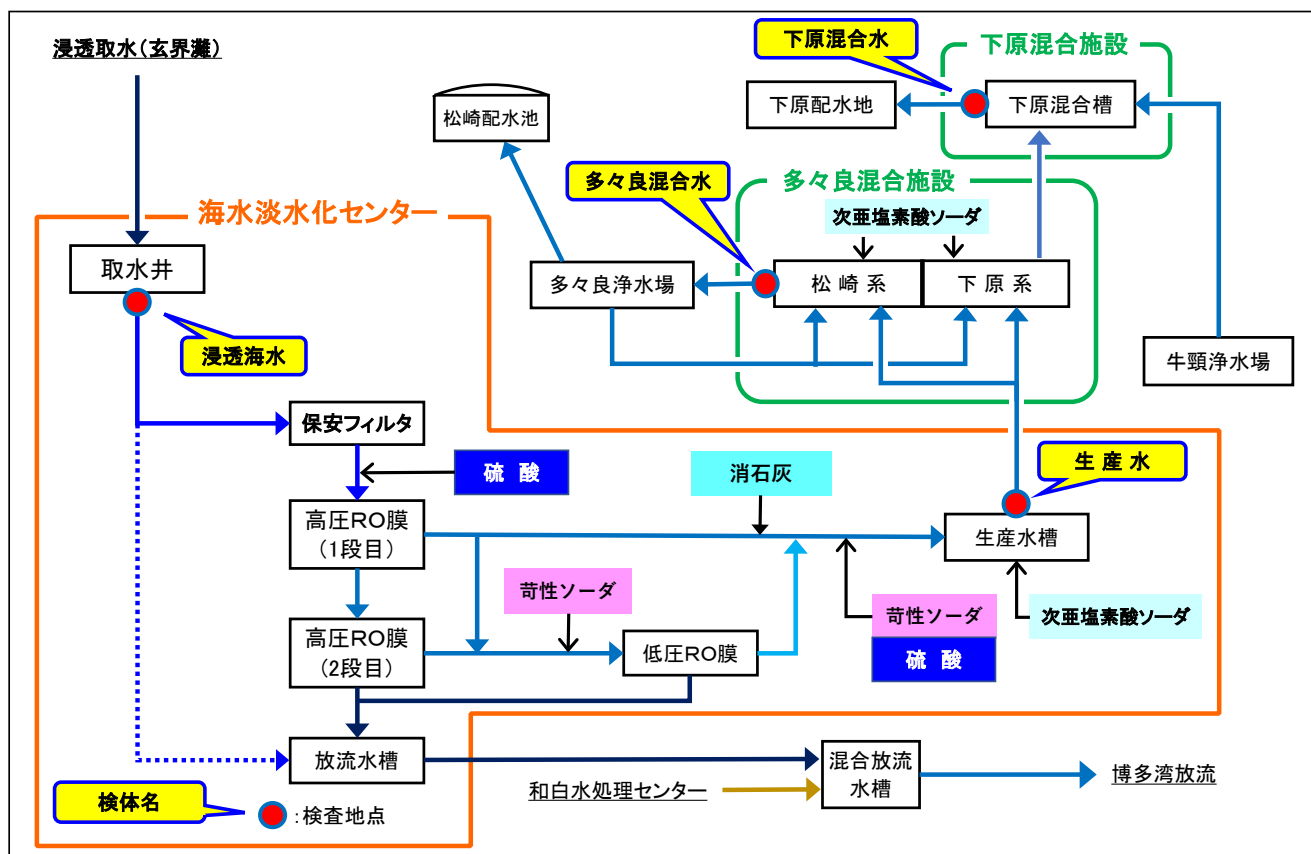 浸透取水（玄界灘）
下原混合水
下原混合施設
松崎配水池
下原配水地
下原混合槽
多々良混合水
多々良混合施設
海水淡水化センター
次亜塩素酸ソーダ
取水井
多々良浄水場
松崎系
下原系
浸透海水
牛頸浄水場
保安フィルタ
硫酸
消石灰
生産水
高圧RO膜
（1段目）
生産水槽
苛性ソーダ
苛性ソーダ
硫酸
次亜塩素酸ソーダ
高圧RO膜
（2段目）
低圧RO膜
放流水槽
混合放流
水槽
博多湾放流
和白水処理センター
検体名
：検査地点